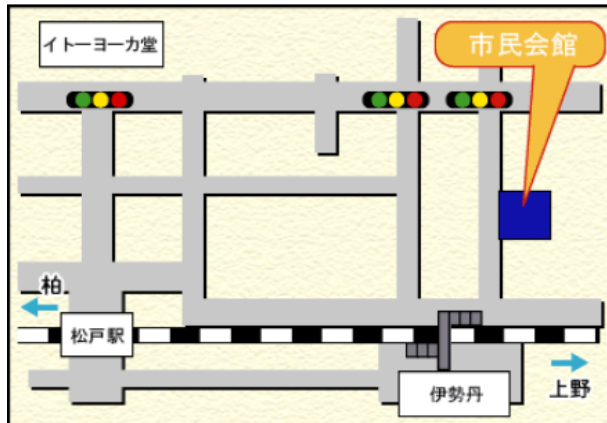 イトーヨーカ堂
市民会館
柏
松戸駅
伊勢丹
上野